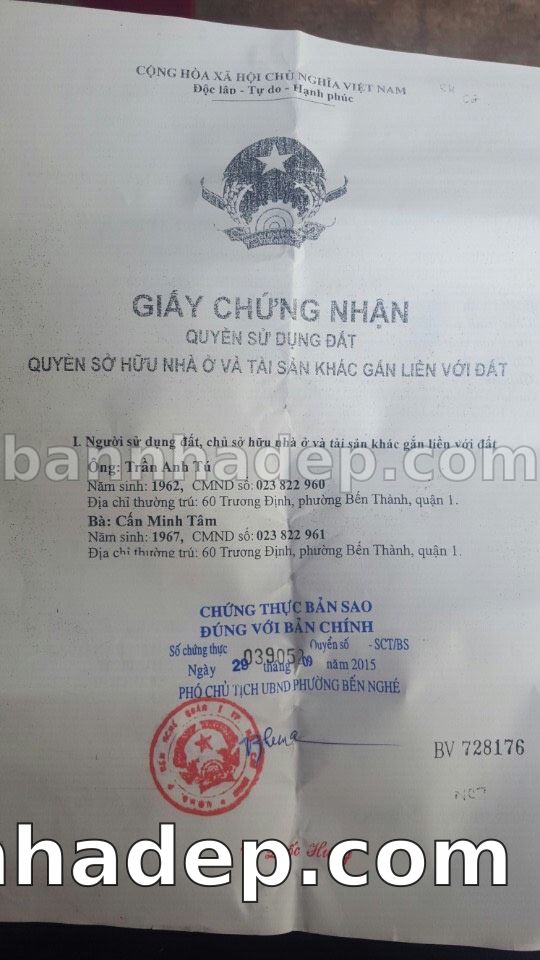 CỘNG HÒA XÃ HỘI CHỦ NGHĨA VIỆT NAM
Độc lân - Tự do - Hạnh phúc
GIẤY CHỨNG NHẬN
QUYỀN SỬ DỤNG ĐẤT
QUYỀN SỞ HỮU NHÀ Ở VÀ TÀI SẢN KHÁC GẮN LIỀN VỚI ĐẤT
I. Người sử dụng đất, chủ sở hữu nhà ở và tài sản khác gắn liền với đất
bannhadep.com
Ông: Trần Anh Tú
Năm sinh: 1962, CMND số: 023 822 960
Địa chỉ thường trú: 60 Trương Định, phường Bến Thành, quận 1.
Bà: Cấn Minh Tâm
Năm sinh: 1967, CMND số: 023 822 961
Địa chỉ thường trú: 60 Trương Định, phường Bến Thành, quận 1.
CHỨNG THỰC BẢN SAO
ĐÚNG VỚI BẢN CHÍNH
Số chứng thực 039052 Quyển số - SCT/BS
Ngày 29 tháng 09 năm 2015
PHÓ CHỦ TỊCH UBND PHƯỜNG BẾN NGHÉ
BV 728176
nhadep.com